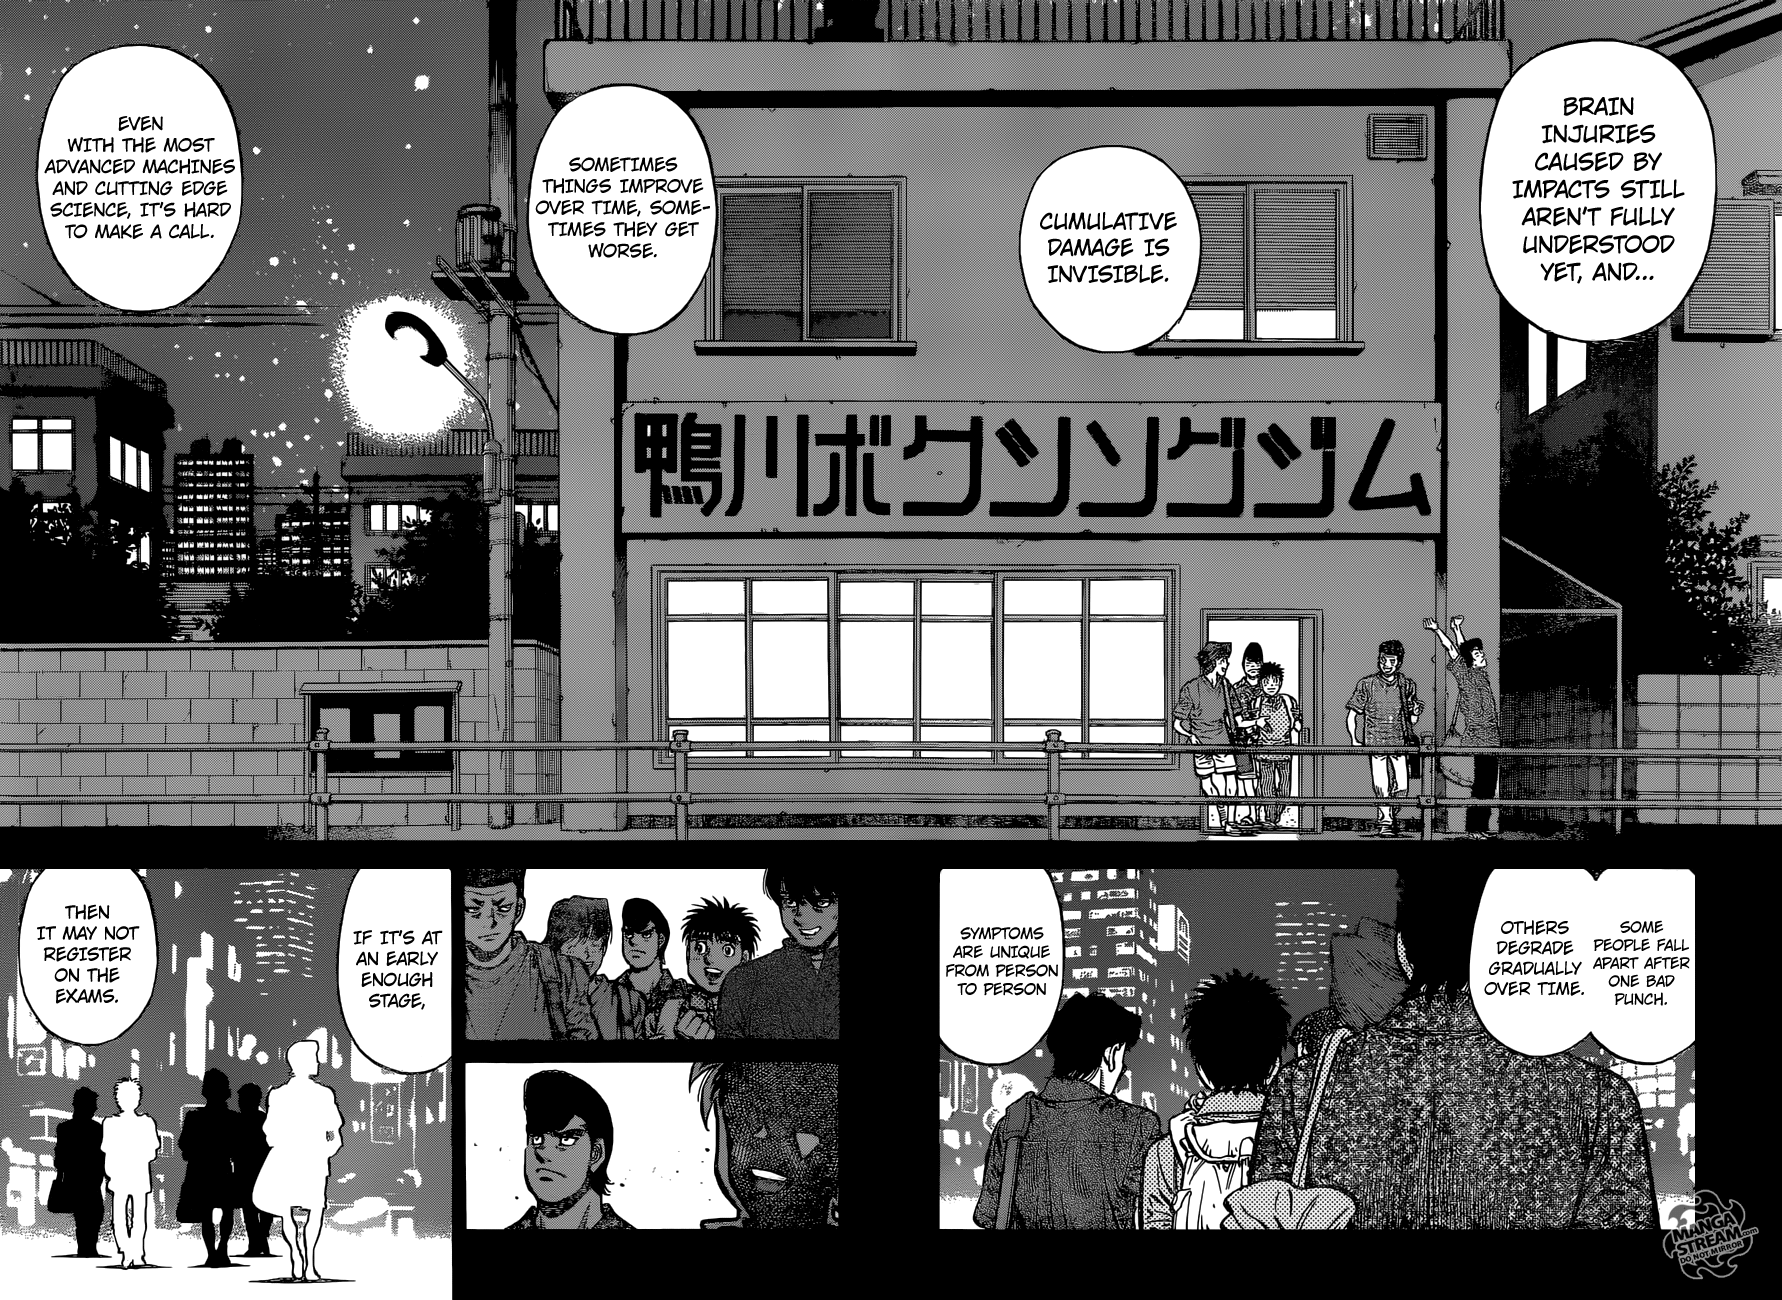 BRAIN
INJURIES
CAUSED BY
IMPACTS STILL
AREN'T FULLY
UNDERSTOOD
YET, AND...
CUMULATIVE
DAMAGE IS
INVISIBLE.
SOMETIMES
THINGS IMPROVE
OVER TIME, SOME-
TIMES THEY GET
WORSE.
EVEN
WITH THE MOST
ADVANCED MACHINES
AND CUTTING EDGE
SCIENCE, IT'S HARD
TO MAKE A CALL.
鴨川ボクシングジム
SOME
PEOPLE FALL
APART AFTER
ONE BAD
PUNCH.
OTHERS
DEGRADE
GRADUALLY
OVER TIME.
SYMPTOMS
ARE UNIQUE
FROM PERSON
TO PERSON
IF IT'S AT
AN EARLY
ENOUGH
STAGE,
THEN
IT MAY NOT
REGISTER
ON THE
EXAMS.
MANGA
STREAM.com
DO NOT MIRROR